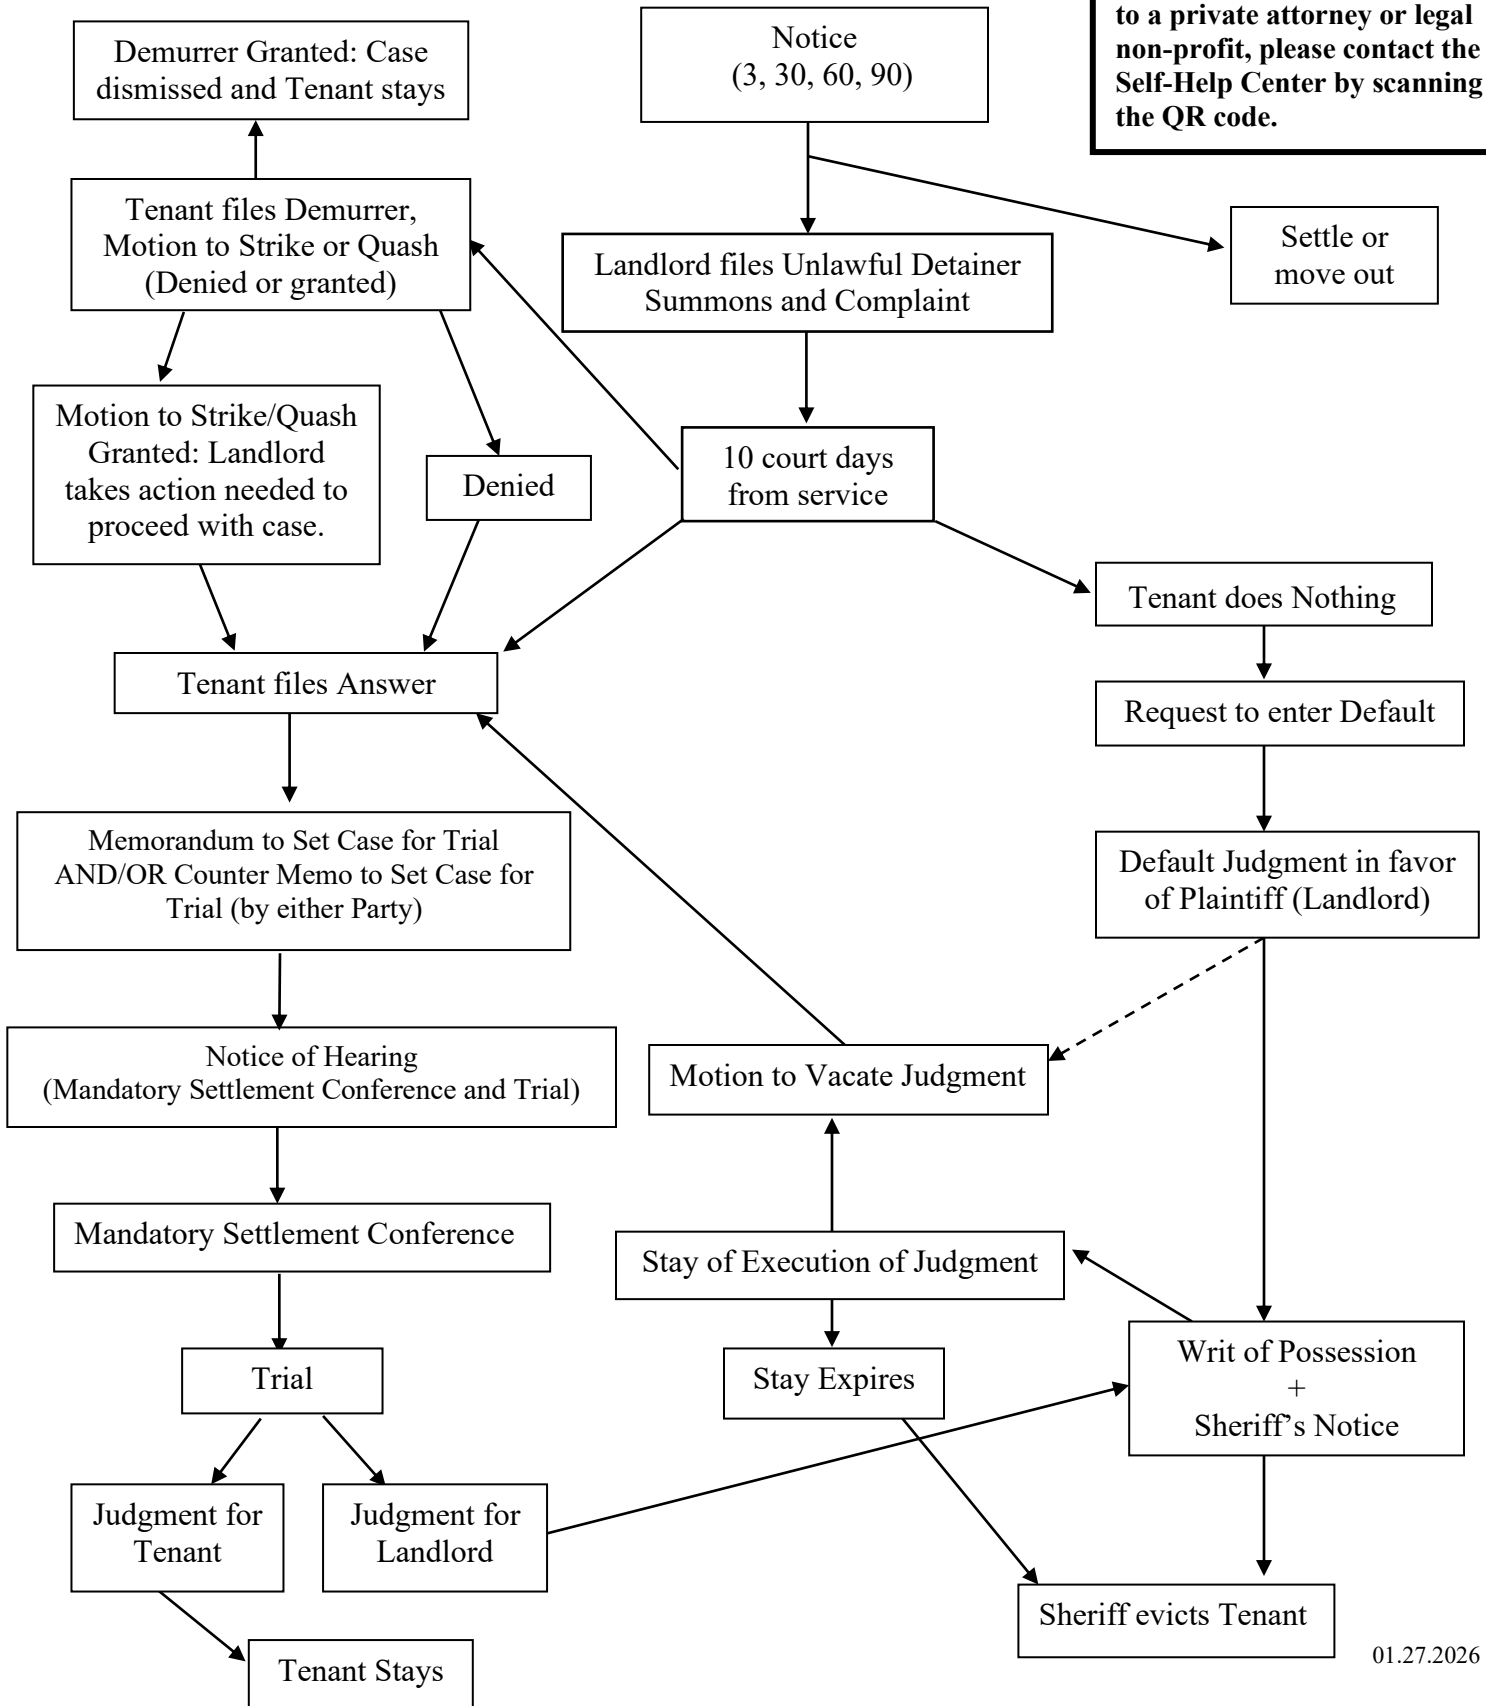 to a private attorney or legal
non-profit, please contact the
Self-Help Center by scanning
the QR code.
Notice
(3, 30, 60, 90)
Demurrer Granted: Case
dismissed and Tenant stays
Tenant files Demurrer,
Motion to Strike or Quash
(Denied or granted)
Landlord files Unlawful Detainer
Summons and Complaint
Settle or
move out
Motion to Strike/Quash
Granted: Landlord
takes action needed to
proceed with case.
Denied
10 court days
from service
Tenant does Nothing
Tenant files Answer
Request to enter Default
Memorandum to Set Case for Trial
AND/OR Counter Memo to Set Case for
Trial (by either Party)
Default Judgment in favor
of Plaintiff (Landlord)
Notice of Hearing
(Mandatory Settlement Conference and Trial)
Motion to Vacate Judgment
Mandatory Settlement Conference
Stay of Execution of Judgment
Trial
Stay Expires
Writ of Possession
+
Sheriff’s Notice
Judgment for
Tenant
Judgment for
Landlord
Sheriff evicts Tenant
Tenant Stays
01.27.2026